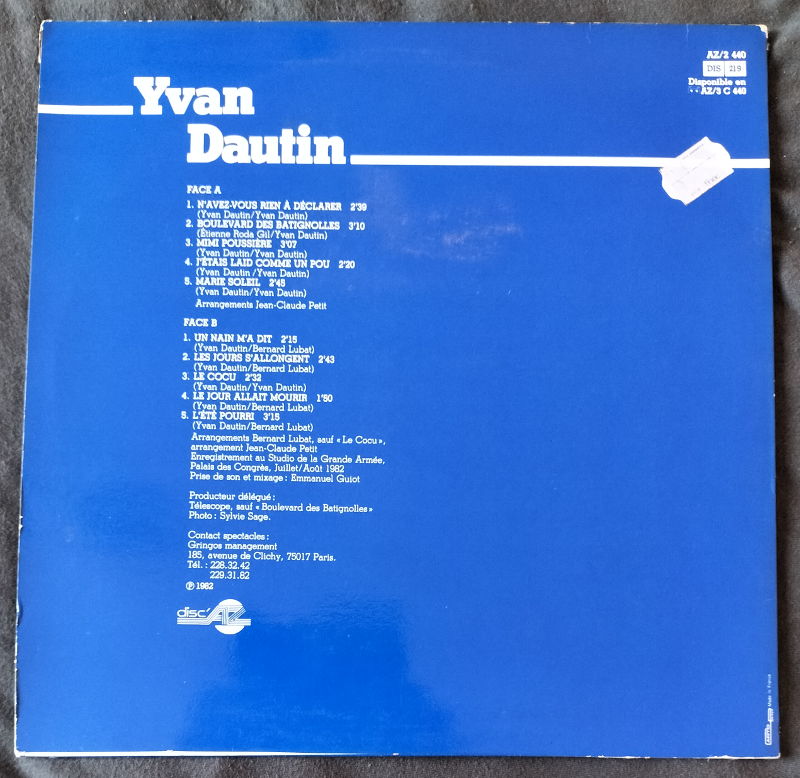 AZ/2 440
DIS 219
Disponible en
AZ/3 C 440
Yvan
Dautin
FACE A
1. N'AVEZ-VOUS RIEN À DÉCLARER 2'39
(Yvan Dautin/Yvan Dautin)
2. BOULEVARD DES BATIGNOLLES 3'10
(Étienne Roda Gil/Yvan Dautin)
3. MIMI POUSSIÈRE 3'07
(Yvan Dautin/Yvan Dautin)
4. J'ÉTAIS LAID COMME UN POU 2'20
(Yvan Dautin /Yvan Dautin)
5. MARIE SOLEIL 2'45
(Yvan Dautin/Yvan Dautin)
Arrangements Jean-Claude Petit
FACE B
1. UN NAIN M'A DIT 2'15
(Yvan Dautin/Bernard Lubat)
2. LES JOURS S'ALLONGENT 2'43
(Yvan Dautin/Bernard Lubat)
3. LE COCU 2'32
(Yvan Dautin/Yvan Dautin)
4. LE JOUR ALLAIT MOURIR 1'50
(Yvan Dautin/Bernard Lubat)
5. L'ÉTÉ POURRI 3'15
(Yvan Dautin/Bernard Lubat)
Arrangements Bernard Lubat, sauf « Le Cocu »,
arrangement Jean-Claude Petit
Enregistrement au Studio de la Grande Armée,
Palais des Congrès, Juillet/Août 1982
Prise de son et mixage : Emmanuel Guiot
Producteur délégué :
Télescope, sauf « Boulevard des Batignolles »
Photo : Sylvie Sage.
Contact spectacles :
Gringos management
185, avenue de Clichy, 75017 Paris.
Tél. : 228.32.42
229.31.82
℗ 1982
disc'AZ
Made in France